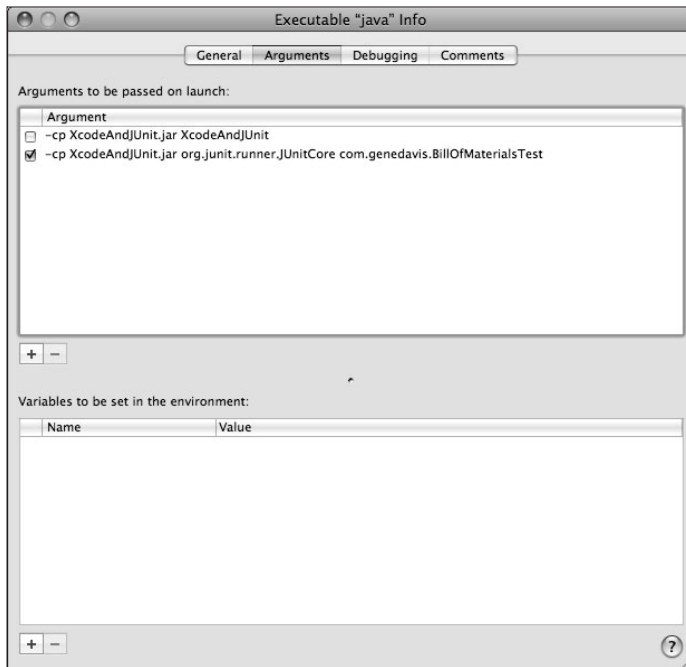 Executable “java” Info
General Arguments Debugging Comments
Arguments to be passed on launch:
Argument
-cp XcodeAndJUnit.jar XcodeAndJUnit
-cp XcodeAndJUnit.jar org.junit.runner.JUnitCore com.genedavis.BillOfMaterialsTest
+ −
Variables to be set in the environment:
Name Value
+ −
?